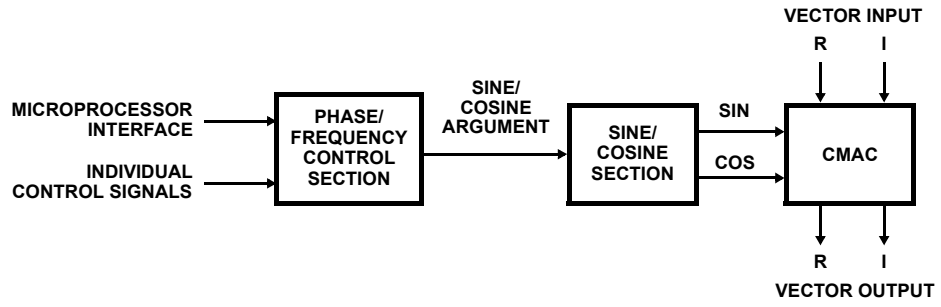 VECTOR INPUT
R I
MICROPROCESSOR
INTERFACE
INDIVIDUAL
CONTROL SIGNALS
PHASE/
FREQUENCY
CONTROL
SECTION
SINE/
COSINE
ARGUMENT
SINE/
COSINE
SECTION
SIN
COS
CMAC
R I
VECTOR OUTPUT